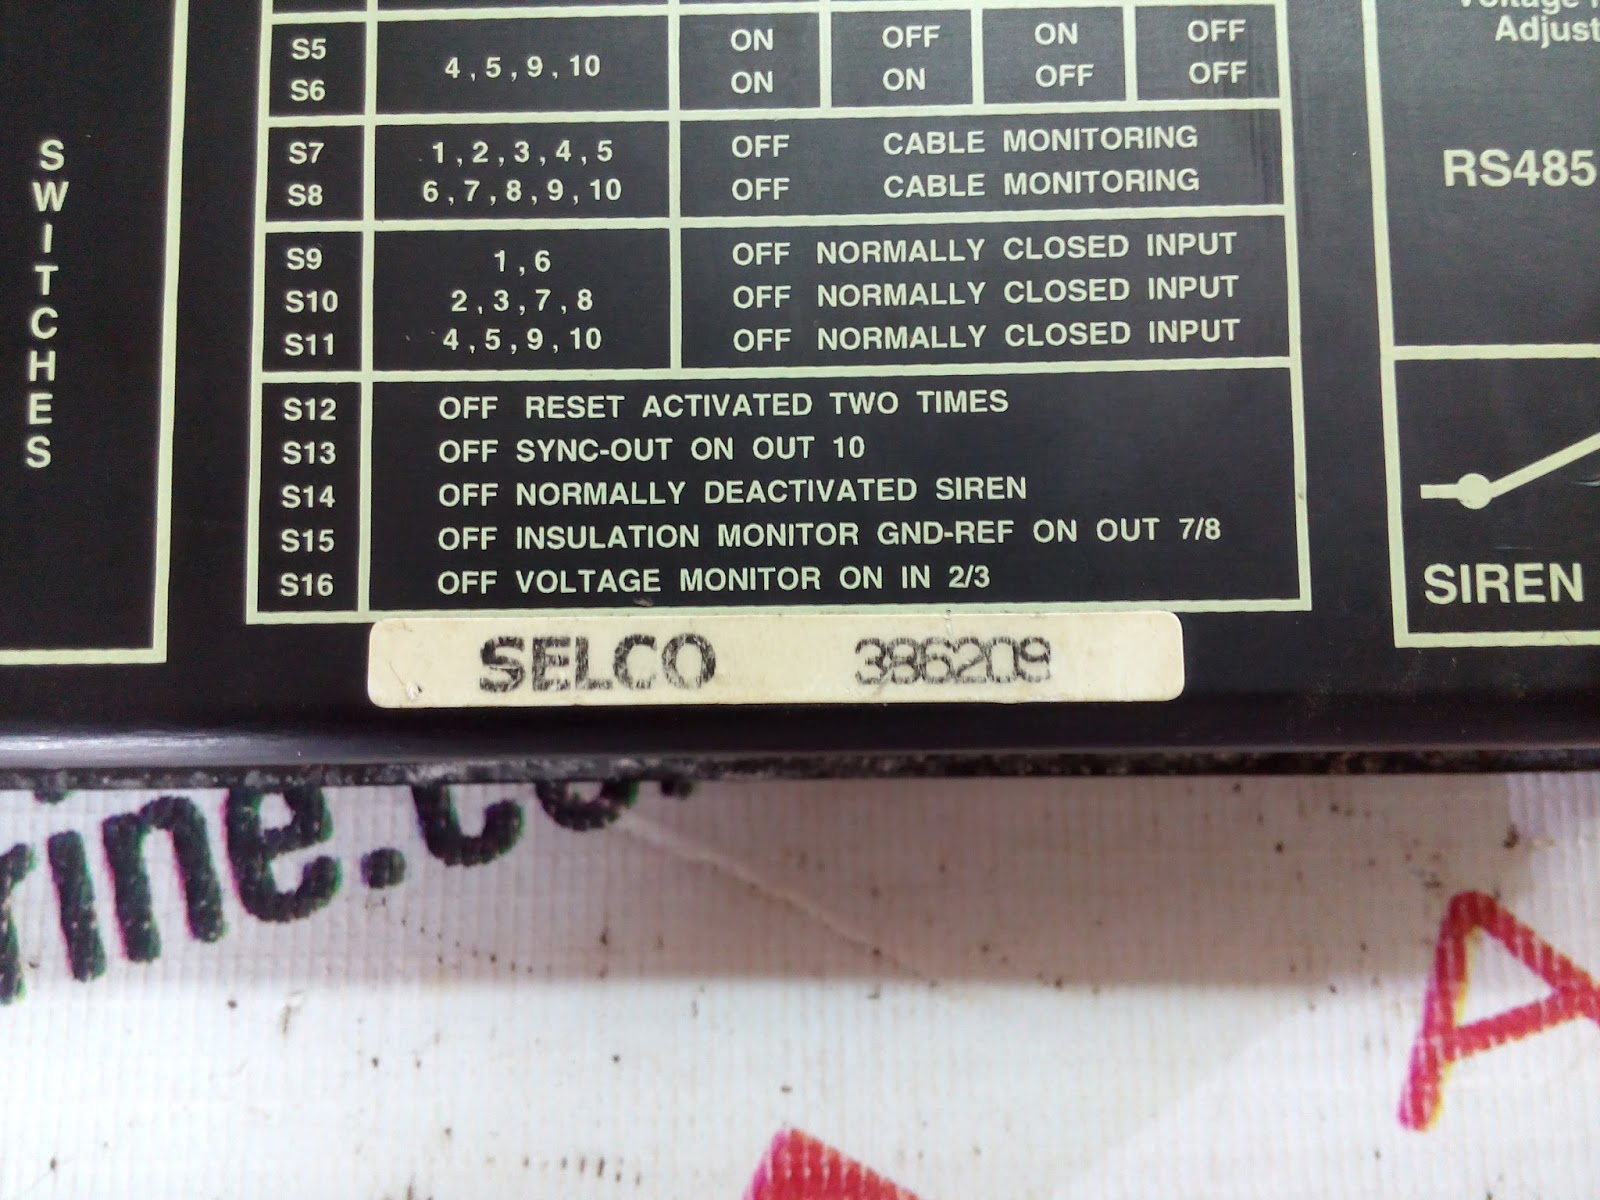 SWITCHES
S5 ON OFF ON OFF
4 , 5 , 9 , 10
S6 ON ON OFF OFF
S7 1 , 2 , 3 , 4 , 5 OFF CABLE MONITORING
S8 6 , 7 , 8 , 9 , 10 OFF CABLE MONITORING
S9 1 , 6 OFF NORMALLY CLOSED INPUT
S10 2 , 3 , 7 , 8 OFF NORMALLY CLOSED INPUT
S11 4 , 5 , 9 , 10 OFF NORMALLY CLOSED INPUT
S12 OFF RESET ACTIVATED TWO TIMES
S13 OFF SYNC-OUT ON OUT 10
S14 OFF NORMALLY DEACTIVATED SIREN
S15 OFF INSULATION MONITOR GND-REF ON OUT 7/8
S16 OFF VOLTAGE MONITOR ON IN 2/3
Voltage
Adjust
RS485
SIREN
SELCO 386209
rine.co